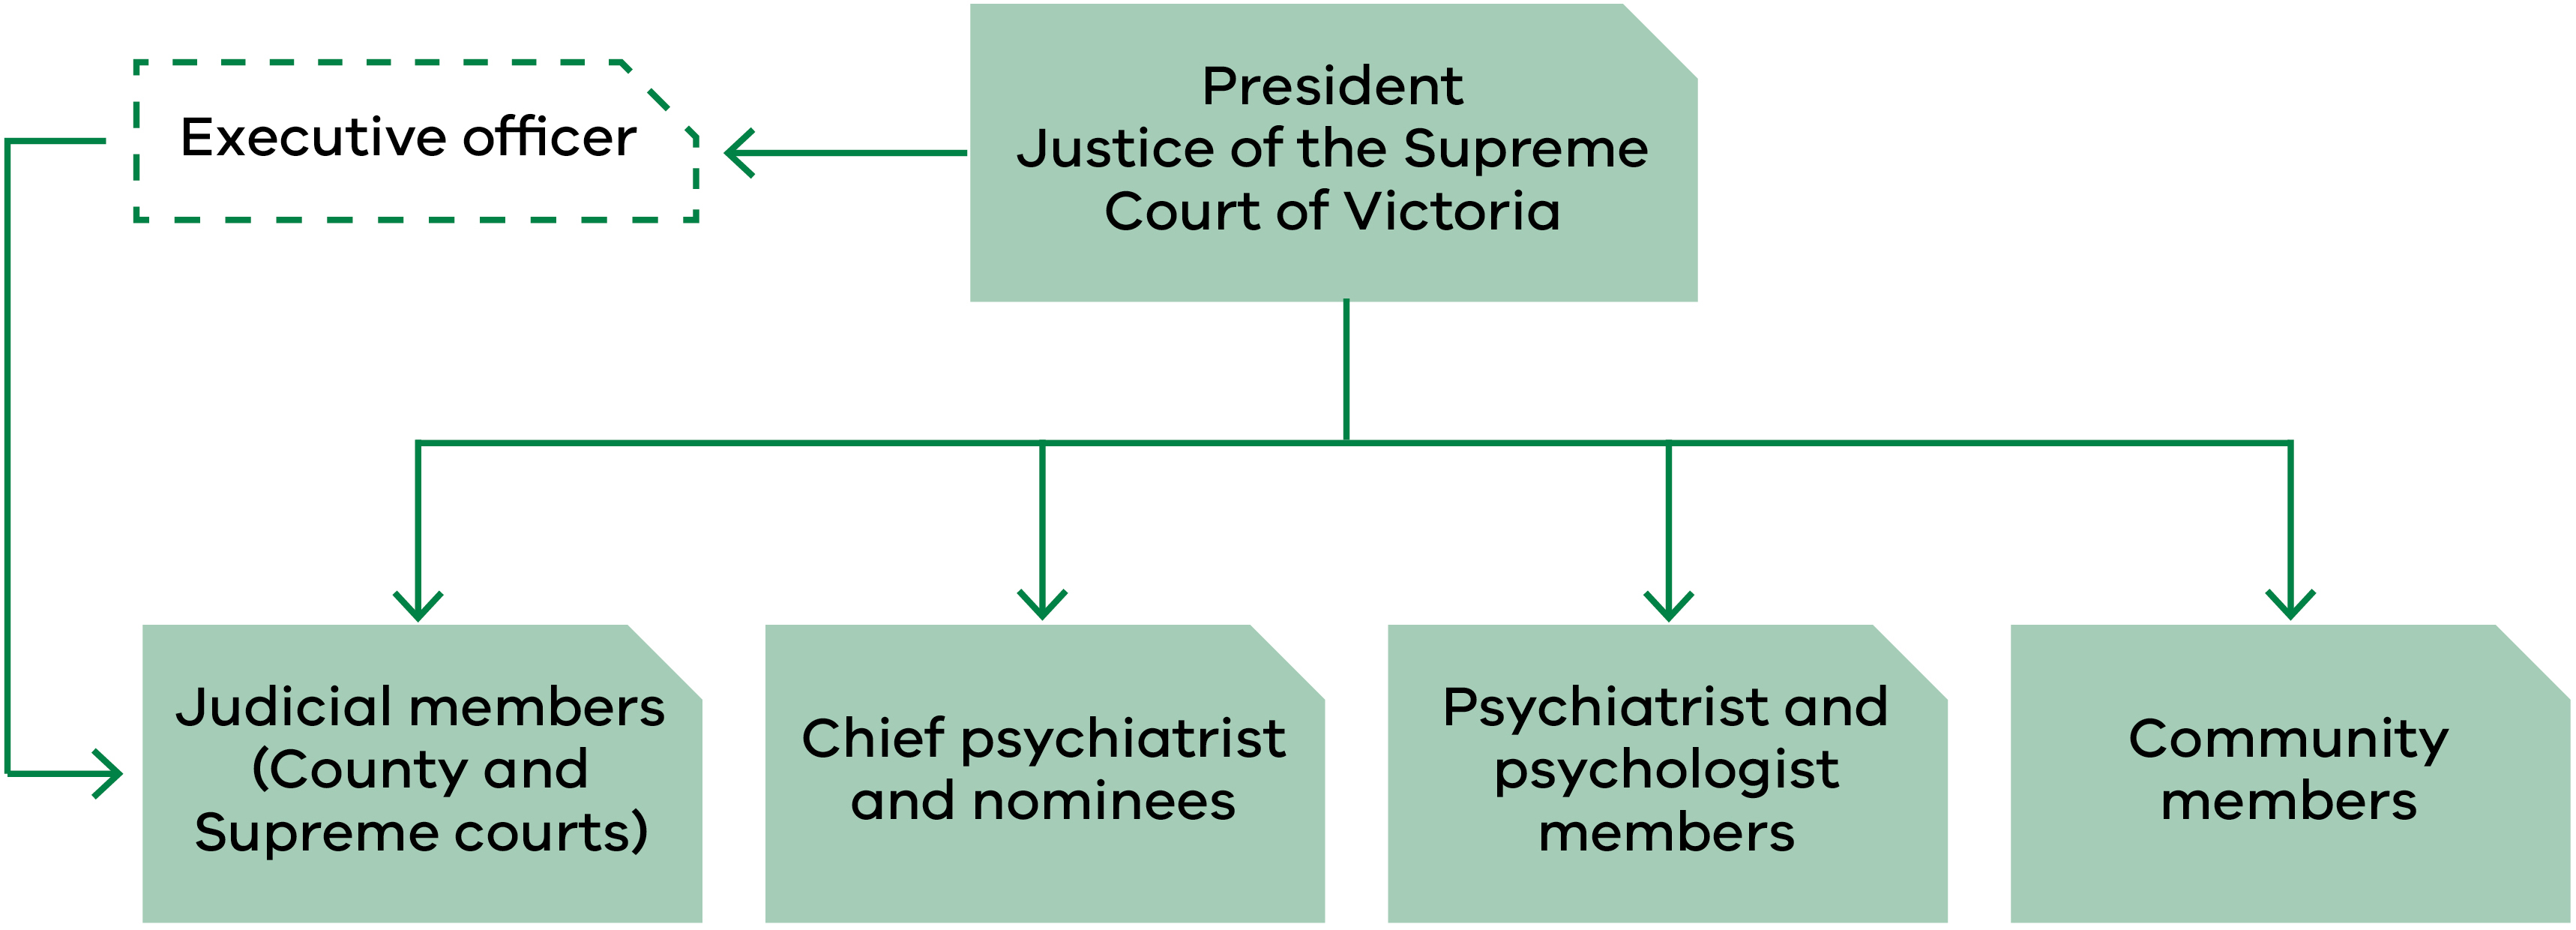 Executive officer
President
Justice of the Supreme
Court of Victoria
Judicial members
(County and
Supreme courts)
Chief psychiatrist
and nominees
Psychiatrist and
psychologist
members
Community
members